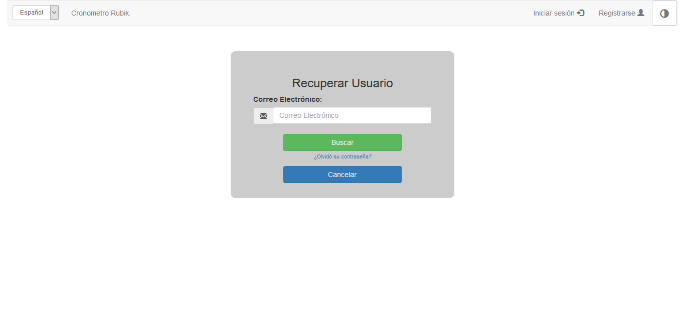 Español
Cronometro Rubik.
Iniciar sesión
Registrarse
Recuperar Usuario
Correo Electrónico:
Correo Electrónico
Buscar
¿Olvidó su contraseña?
Cancelar